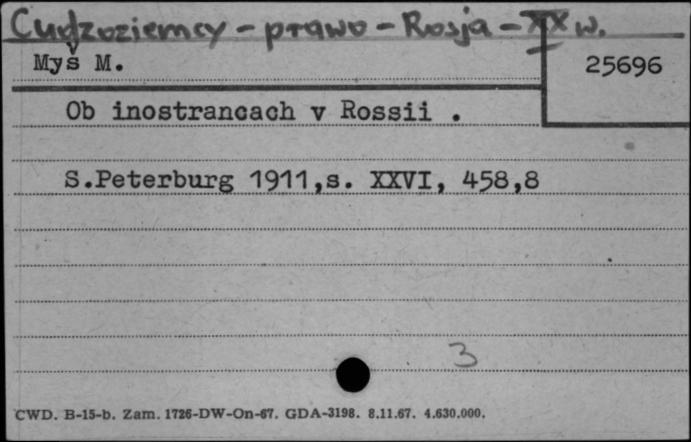 Cudzoziemcy - prawo - Rosja - XX w.
Myš M.
25696
Ob inostrancach v Rossii .
S.Peterburg 1911,s. XXVI, 458,8
3
CWD. B-15-b. Zam. 1726-DW-On-67. GDA-3198. 8.11.67. 4.630.000.